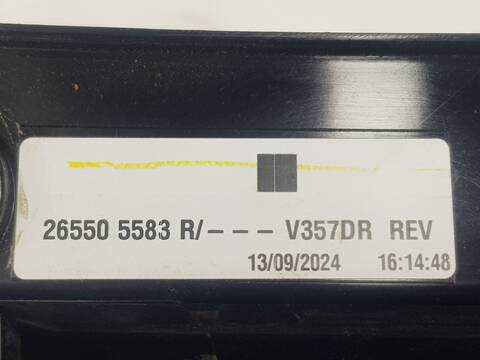 26550 5583 R/--- V357DR REV
13/09/2024 16:14:48